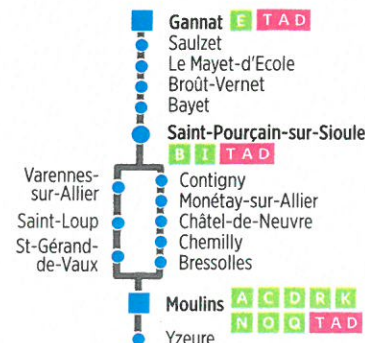 Gannat E TAD
Saulzet
Le Mayet-d'Ecole
Broût-Vernet
Bayet
Saint-Pourçain-sur-Sioule
B I TAD
Varennes-
sur-Allier
Saint-Loup
St-Gérand-
de-Vaux
Contigny
Monétay-sur-Allier
Châtel-de-Neuvre
Chemilly
Bressolles
Moulins A C D R K
N O Q TAD
Yzeure